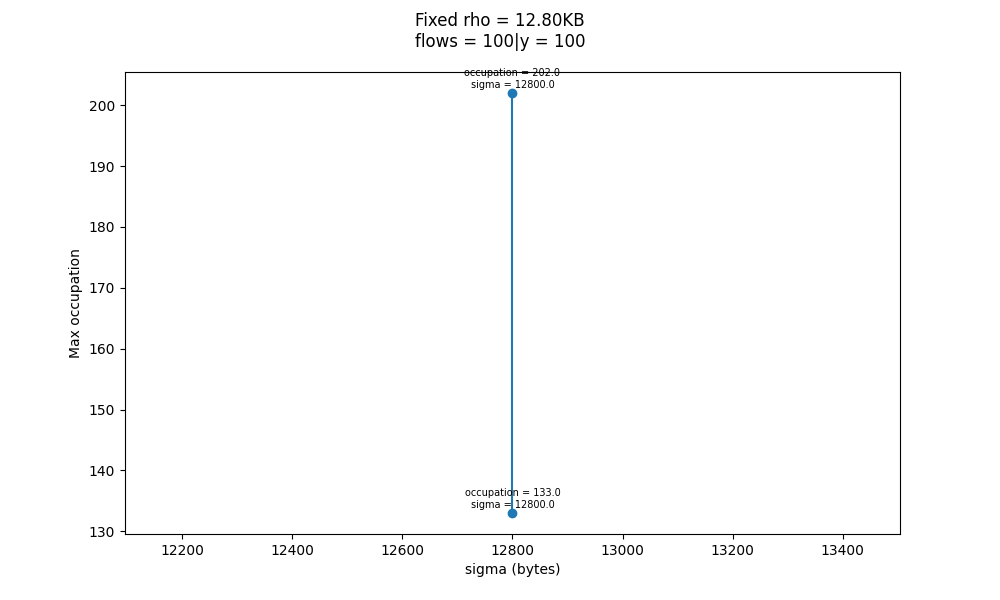 Fixed rho = 12.80KB
flows = 100|y = 100
occupation = 202.0
sigma = 12800.0
200
190
180
170
160
150
140
130
Max occupation
occupation = 133.0
sigma = 12800.0
12200
12400
12600
12800
13000
13200
13400
sigma (bytes)